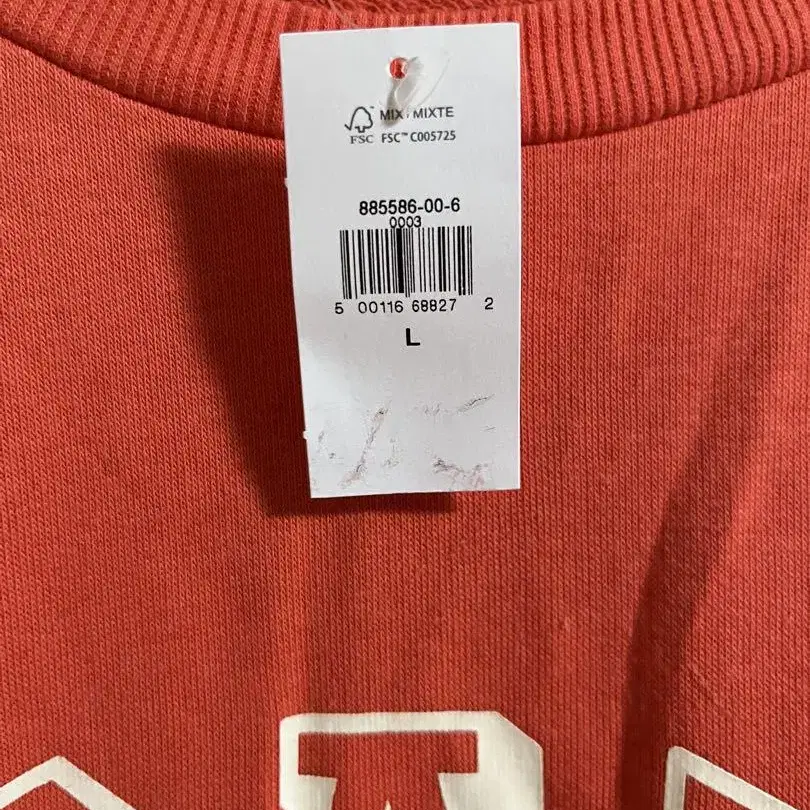 MIX / MIXTE
FSC FSC™ C005725
885586-00-6
0003
5 00116 68827 2
L
A